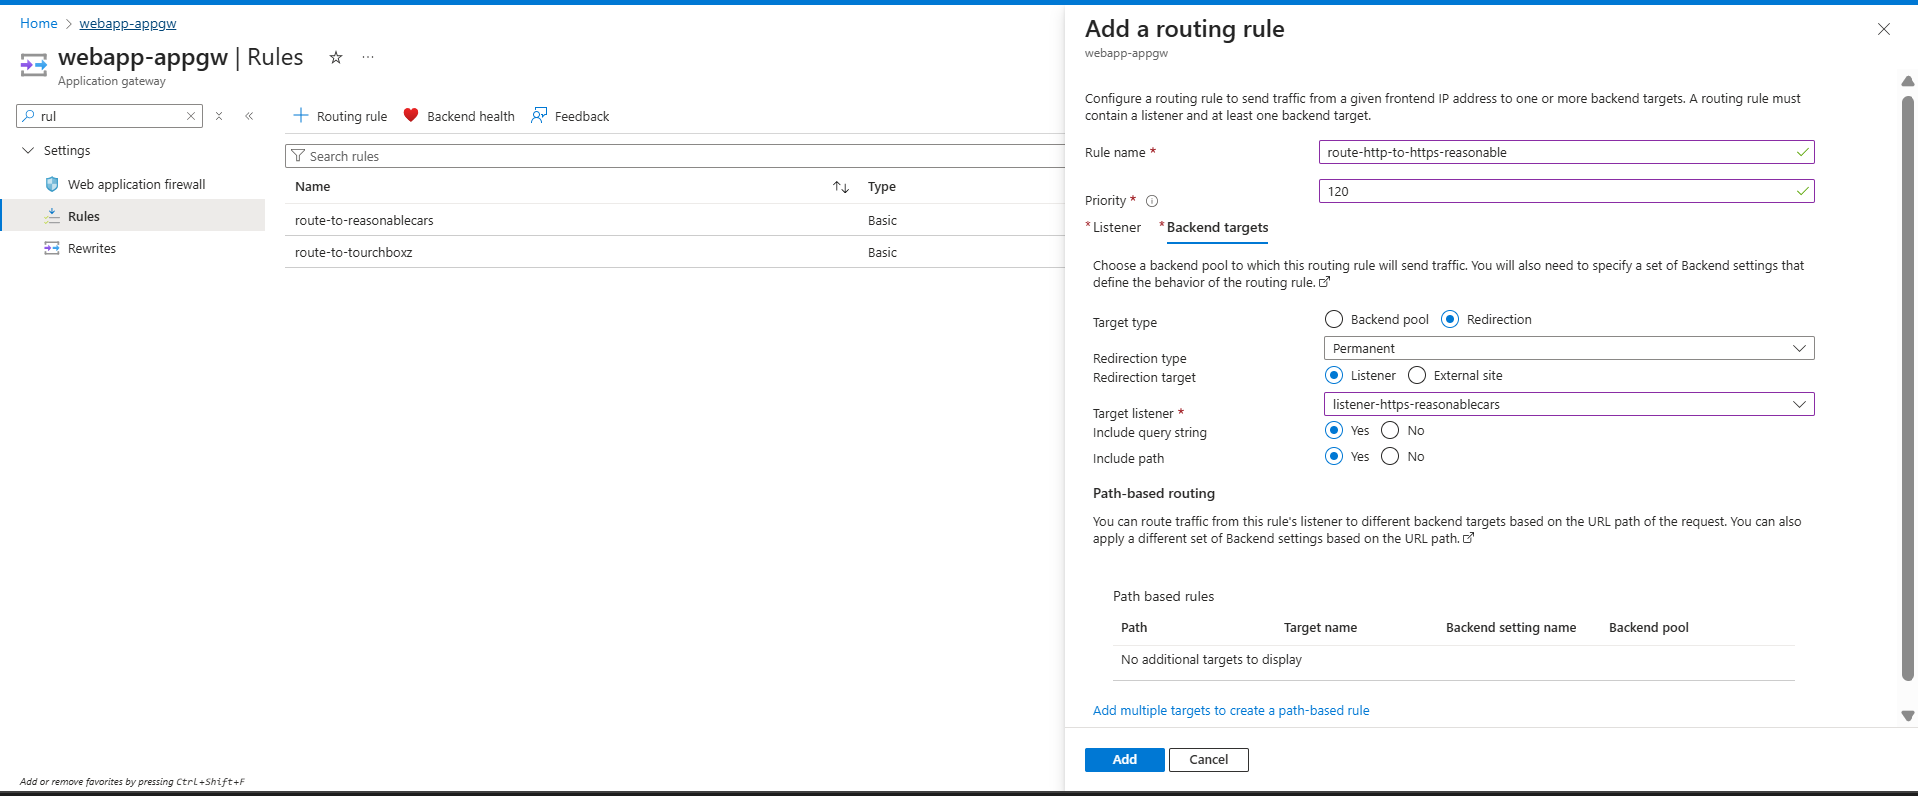 Home > webapp-appgw
webapp-appgw | Rules
Application gateway
rul
Settings
Web application firewall
Rules
Rewrites
Add or remove favorites by pressing Ctrl+Shift+F
Routing rule Backend health Feedback
Search rules
Name Type
route-to-reasonablecars Basic
route-to-tourchboxz Basic
Add a routing rule
webapp-appgw
Configure a routing rule to send traffic from a given frontend IP address to one or more backend targets. A routing rule must
contain a listener and at least one backend target.
Rule name * route-http-to-https-reasonable
Priority * 120
* Listener * Backend targets
Choose a backend pool to which this routing rule will send traffic. You will also need to specify a set of Backend settings that
define the behavior of the routing rule.
Target type Backend pool Redirection
Redirection type Permanent
Redirection target Listener External site
Target listener * listener-https-reasonablecars
Include query string Yes No
Include path Yes No
Path-based routing
You can route traffic from this rule's listener to different backend targets based on the URL path of the request. You can also
apply a different set of Backend settings based on the URL path.
Path based rules
Path Target name Backend setting name Backend pool
No additional targets to display
Add multiple targets to create a path-based rule
Add Cancel